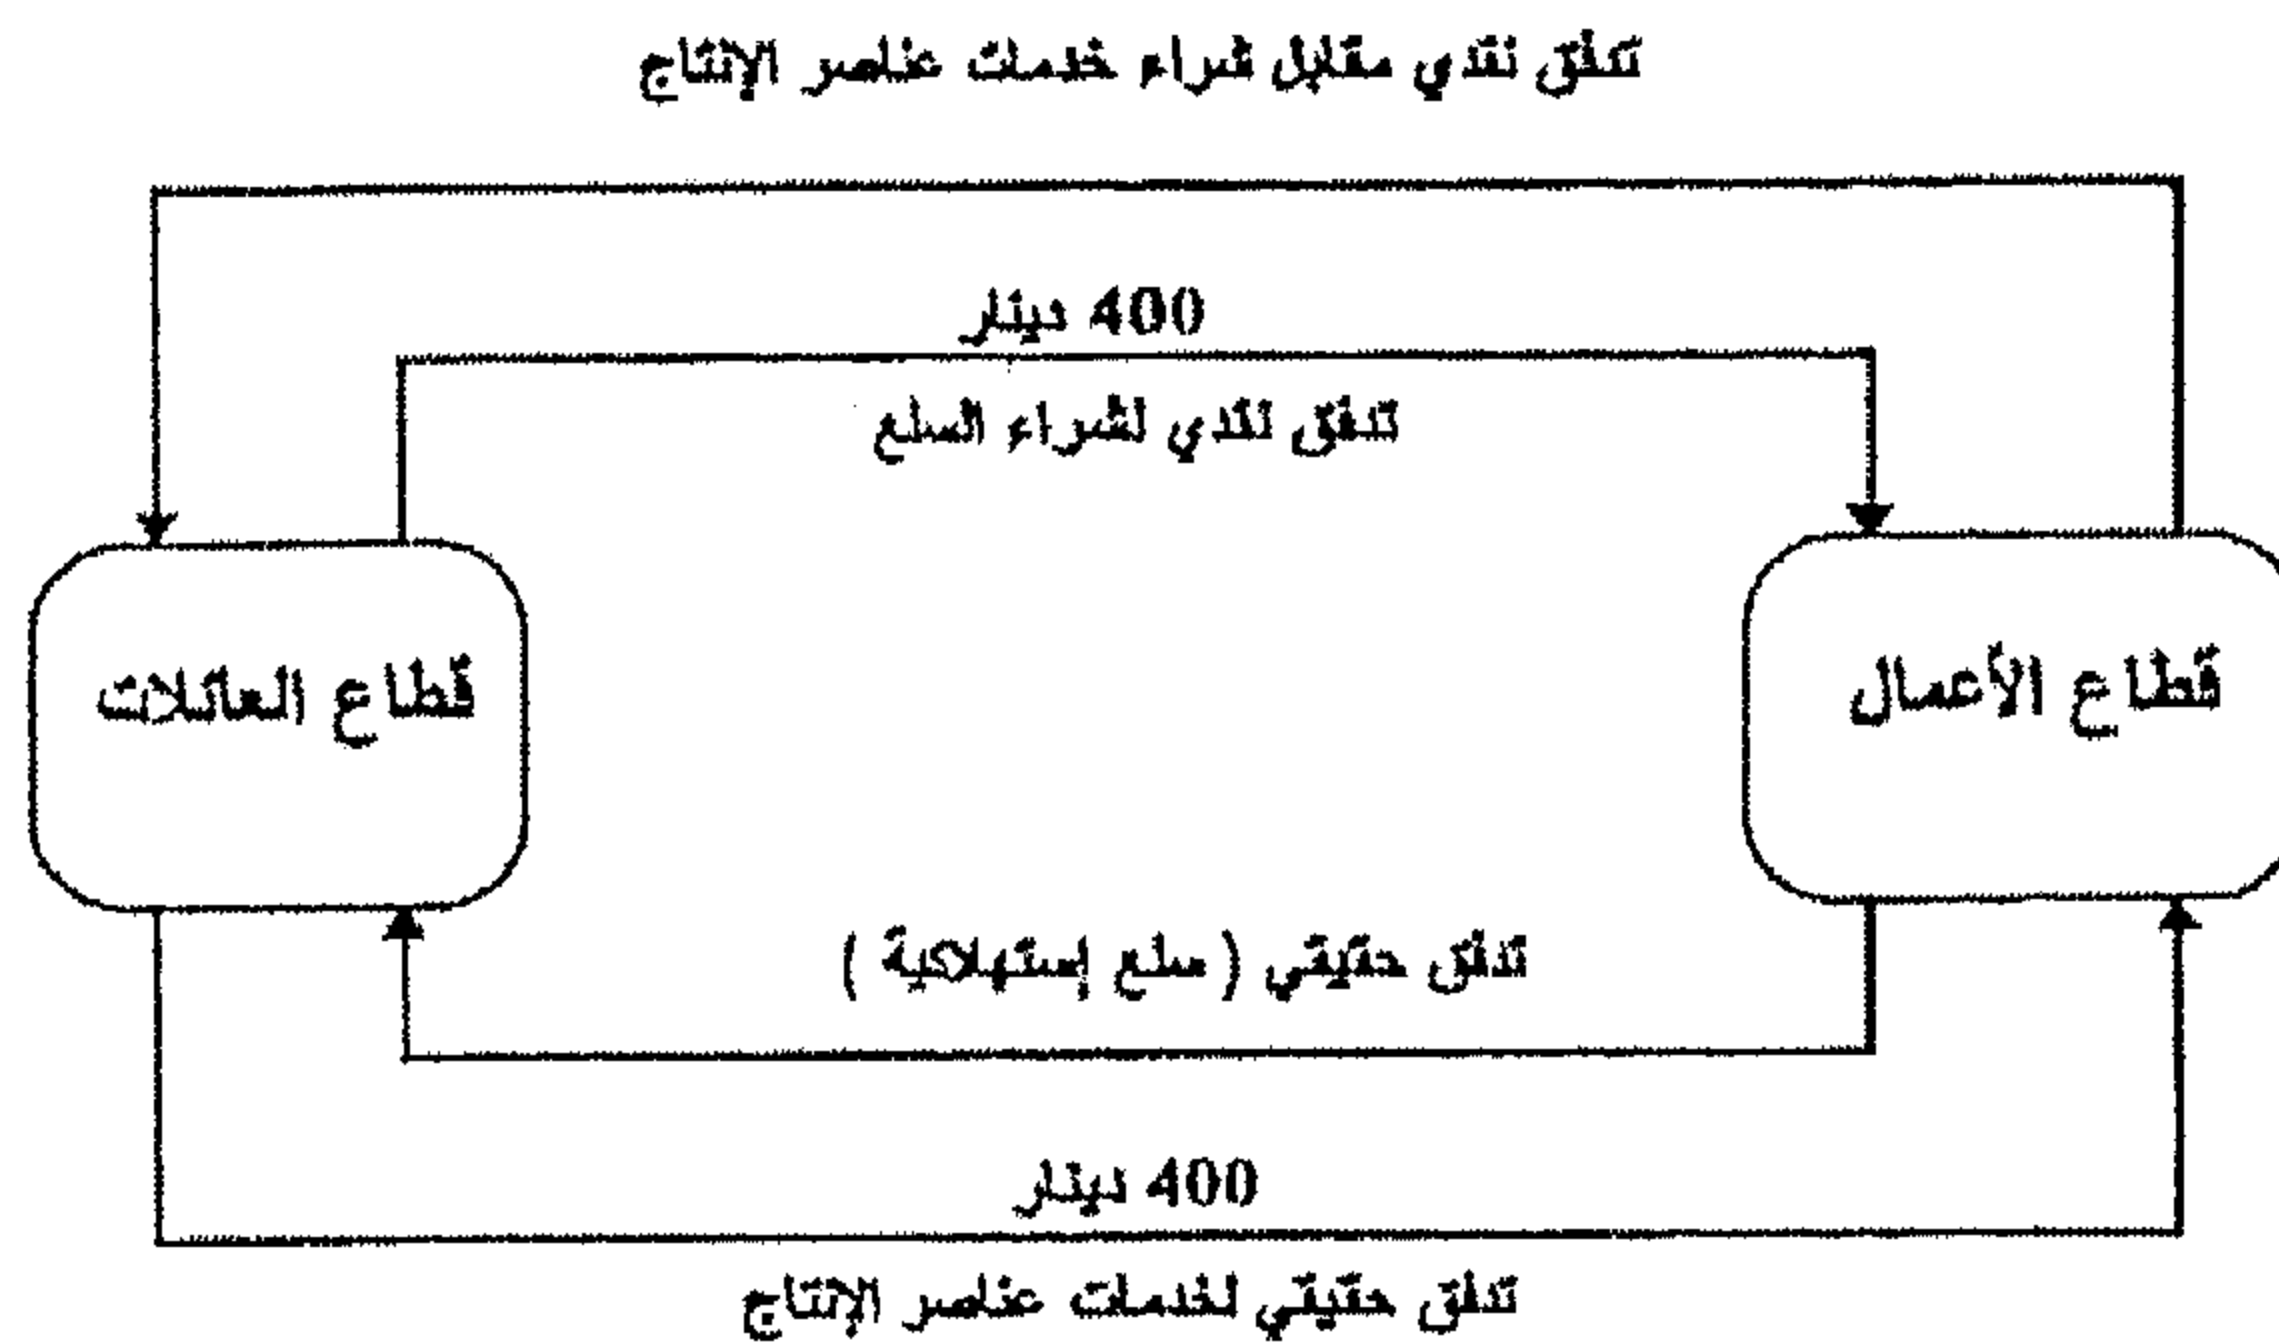 تدفق نقدي مقابل شراء خدمات عناصر الإنتاج
400 دينار
تدفق نقدي لشراء السلع
قطاع الأعمال
قطاع العائلات
تدفق حقيقي ( سلع إستهلاكية )
400 دينار
تدفق حقيقي لخدمات عناصر الإنتاج